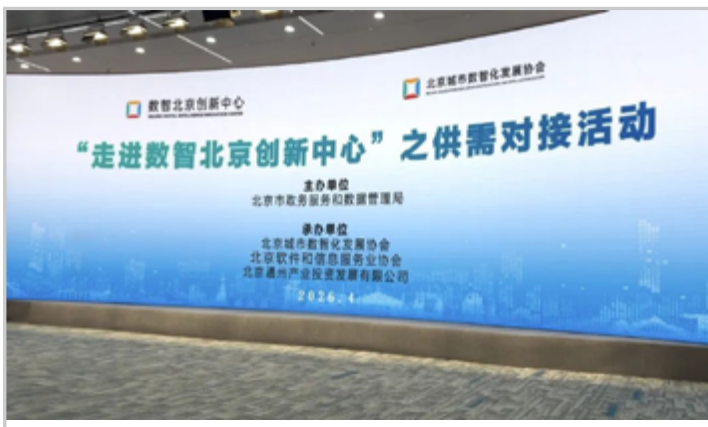 数智北京创新中心
北京城市数智化发展协会
“走进数智北京创新中心”之供需对接活动
主办单位
北京市政务服务和数据管理局
承办单位
北京城市数智化发展协会
北京软件和信息服务业协会
北京通州产业投资发展有限公司
2026.4